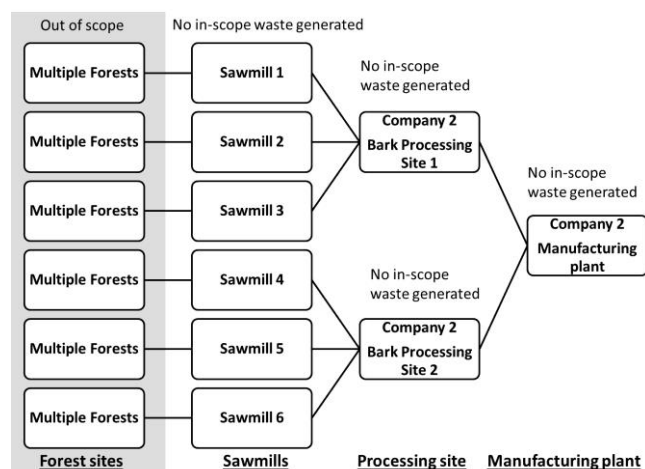 Out of scope
No in-scope waste generated
Multiple Forests
Sawmill 1
No in-scope
waste generated
Multiple Forests
Sawmill 2
Company 2
Bark Processing
Site 1
No in-scope
waste generated
Multiple Forests
Sawmill 3
Company 2
Manufacturing
plant
Multiple Forests
Sawmill 4
No in-scope
waste generated
Multiple Forests
Sawmill 5
Company 2
Bark Processing
Site 2
Multiple Forests
Sawmill 6
Forest sites
Sawmills
Processing site
Manufacturing plant